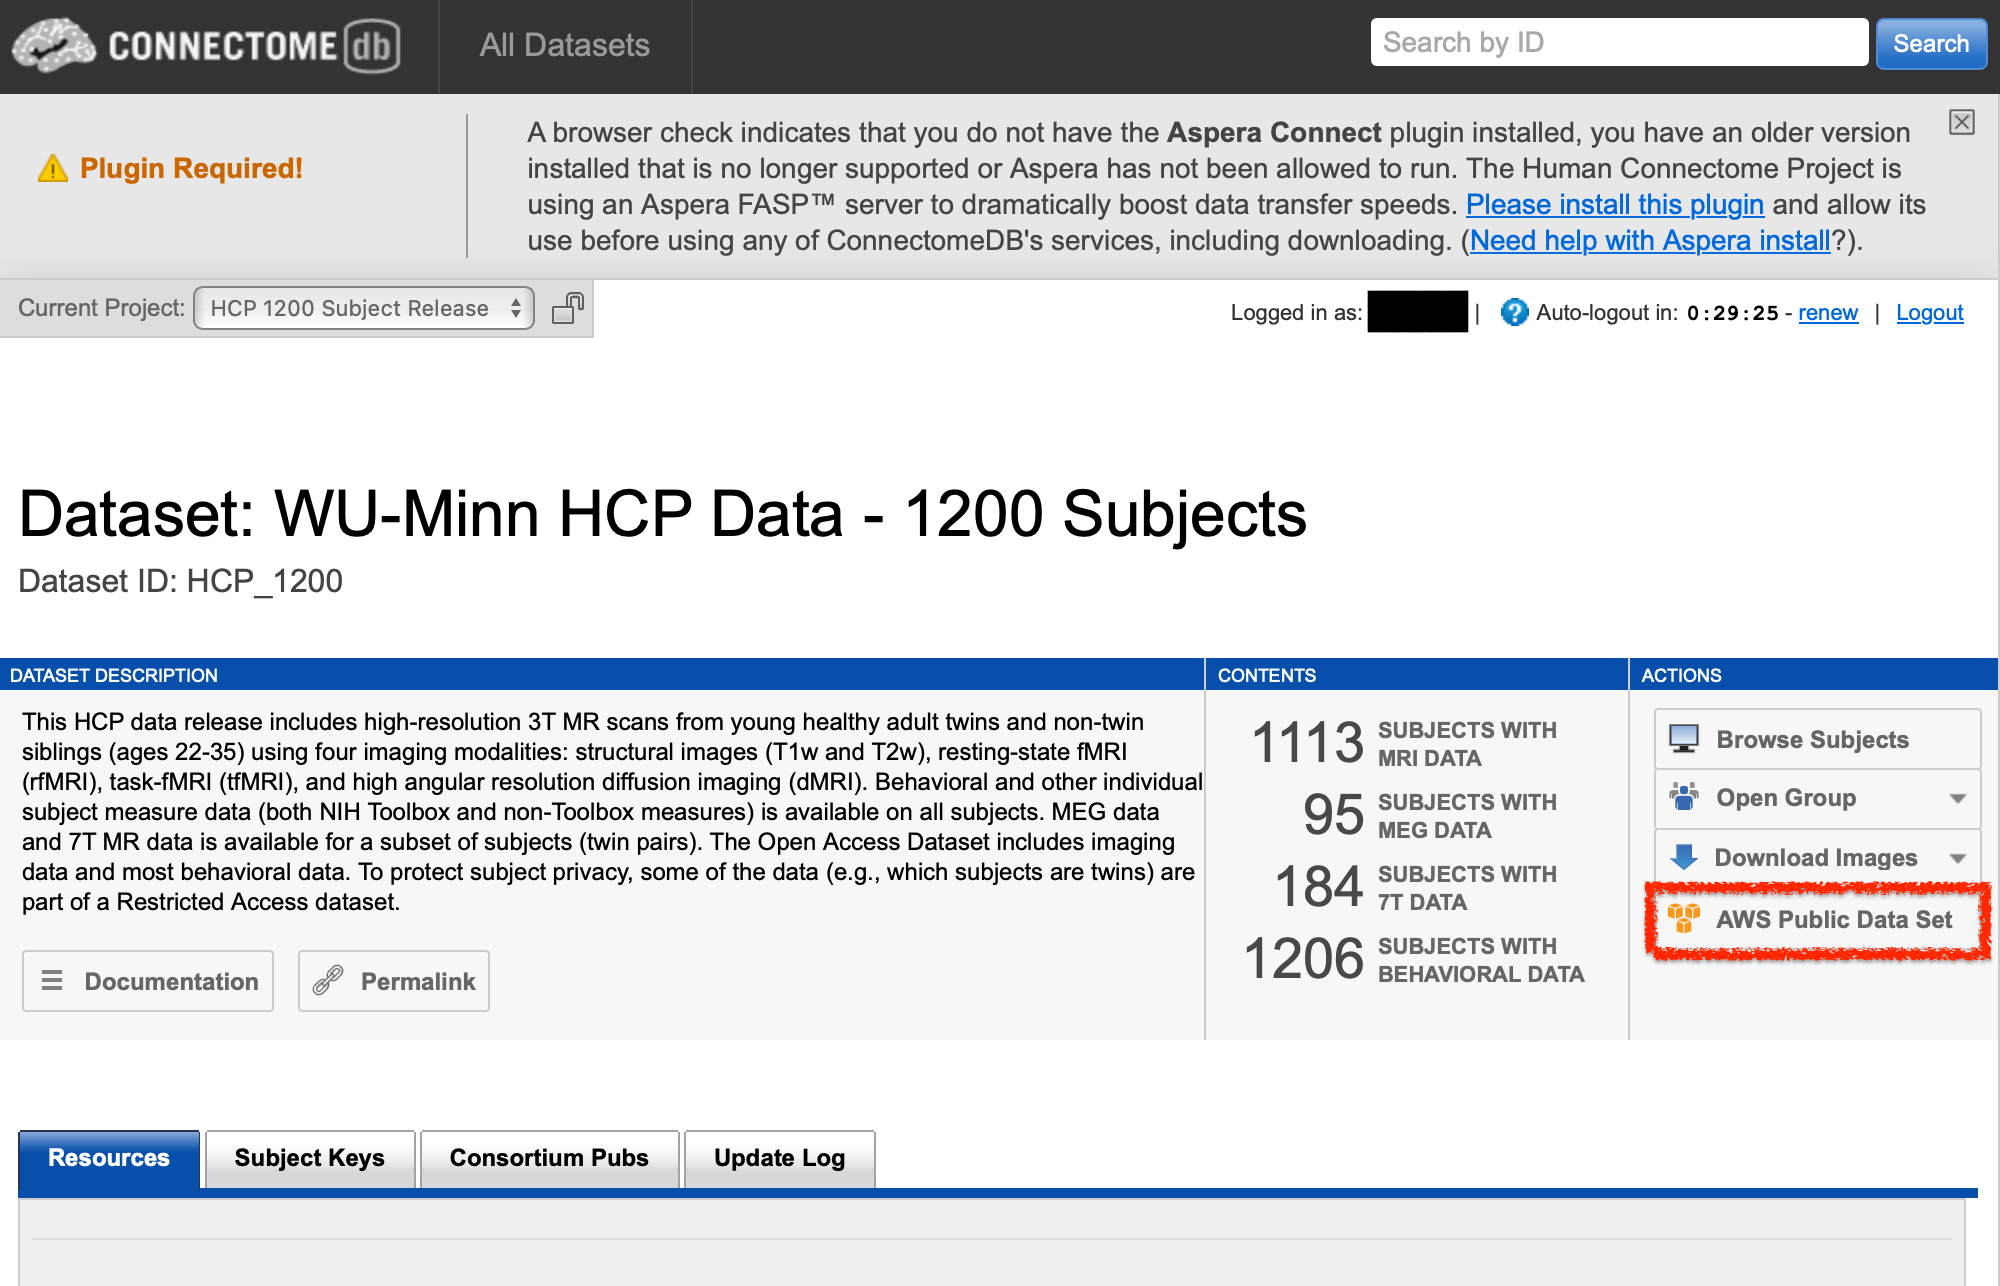 CONNECTOME db
All Datasets
Search by ID
Search
Plugin Required!
A browser check indicates that you do not have the Aspera Connect plugin installed, you have an older version
installed that is no longer supported or Aspera has not been allowed to run. The Human Connectome Project is
using an Aspera FASP™ server to dramatically boost data transfer speeds. Please install this plugin and allow its
use before using any of ConnectomeDB's services, including downloading. (Need help with Aspera install?).
Current Project: HCP 1200 Subject Release
Logged in as: | ? Auto-logout in: 0:29:25 - renew | Logout
Dataset: WU-Minn HCP Data - 1200 Subjects
Dataset ID: HCP_1200
DATASET DESCRIPTION
This HCP data release includes high-resolution 3T MR scans from young healthy adult twins and non-twin
siblings (ages 22-35) using four imaging modalities: structural images (T1w and T2w), resting-state fMRI
(rfMRI), task-fMRI (tfMRI), and high angular resolution diffusion imaging (dMRI). Behavioral and other individual
subject measure data (both NIH Toolbox and non-Toolbox measures) is available on all subjects. MEG data
and 7T MR data is available for a subset of subjects (twin pairs). The Open Access Dataset includes imaging
data and most behavioral data. To protect subject privacy, some of the data (e.g., which subjects are twins) are
part of a Restricted Access dataset.
Documentation
Permalink
CONTENTS
1113 SUBJECTS WITH
MRI DATA
95 SUBJECTS WITH
MEG DATA
184 SUBJECTS WITH
7T DATA
1206 SUBJECTS WITH
BEHAVIORAL DATA
ACTIONS
Browse Subjects
Open Group
Download Images
AWS Public Data Set
Resources
Subject Keys
Consortium Pubs
Update Log